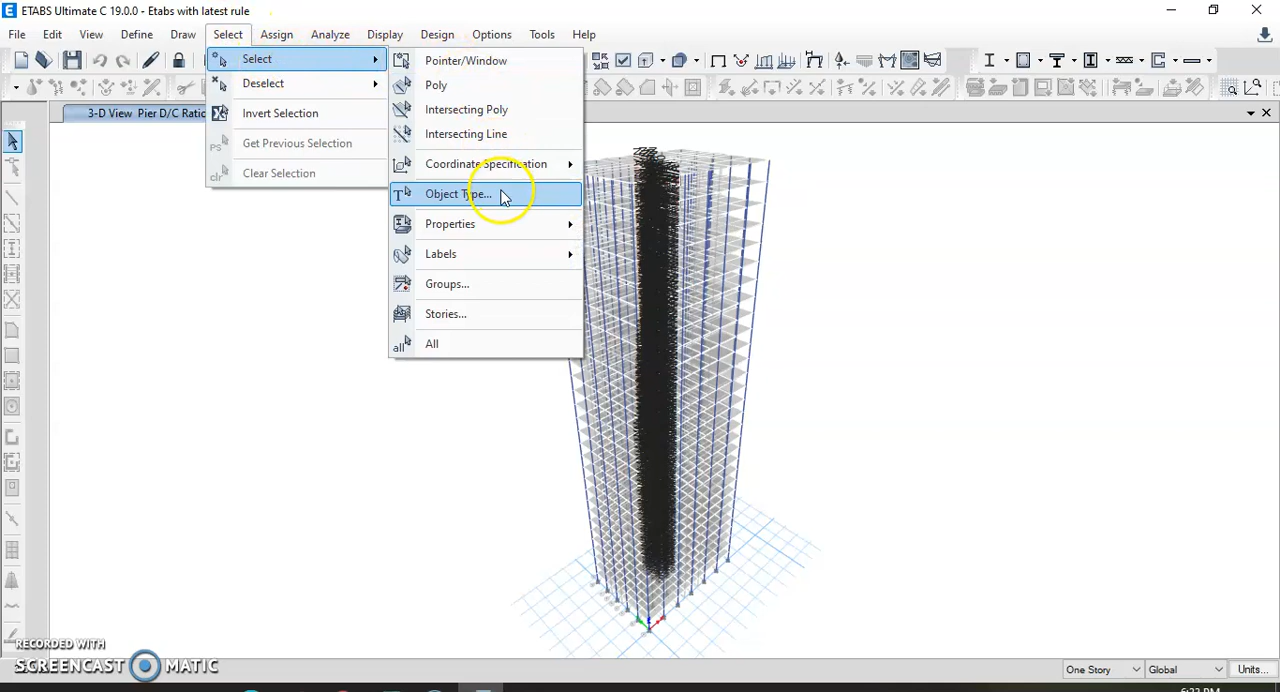 ETABS Ultimate C 19.0.0 - Etabs with latest rule
File Edit View Define Draw Select Assign Analyze Display Design Options Tools Help
Select
Deselect
Invert Selection
Get Previous Selection
Clear Selection
Pointer/Window
Poly
Intersecting Poly
Intersecting Line
Coordinate Specification
Object Type...
Properties
Labels
Groups...
Stories...
All
3-D View Pier D/C Ratio
RECORDED WITH
SCREENCAST MATIC
One Story Global Units...